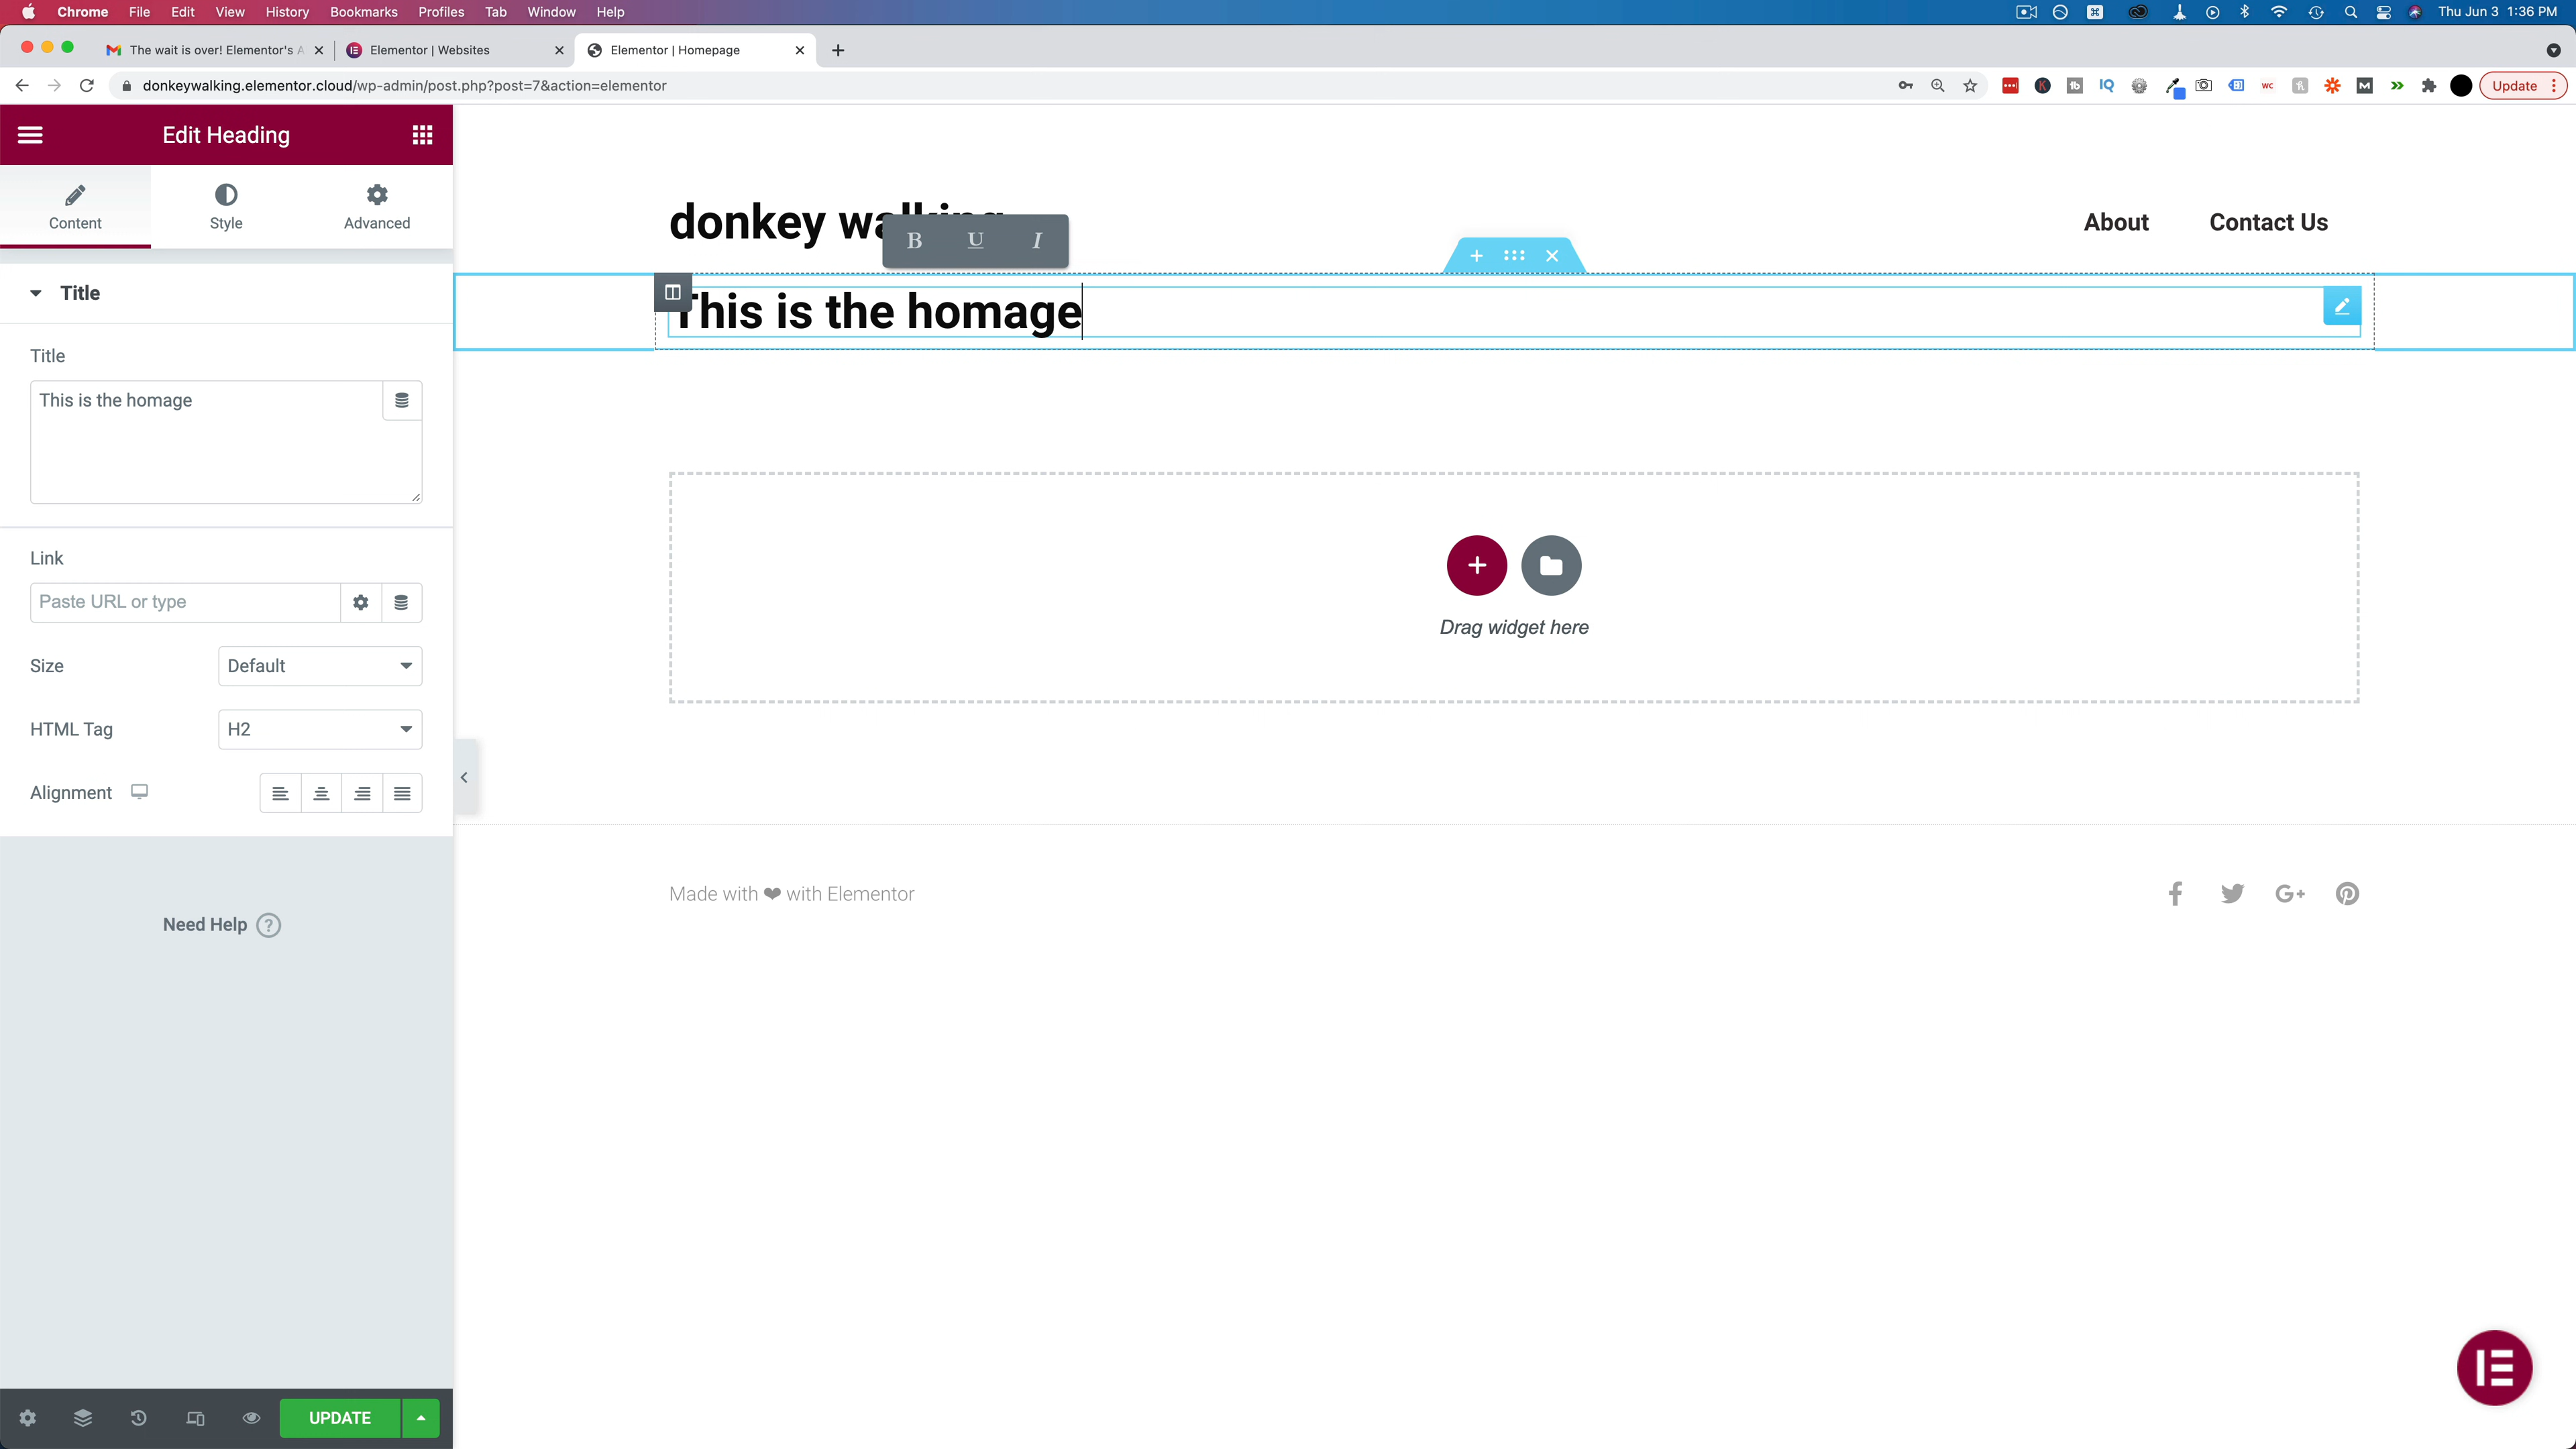 Chrome File Edit View History Bookmarks Profiles Tab Window Help Thu Jun 3 1:36 PM
The wait is over! Elementor's A Elementor | Websites Elementor | Homepage
donkeywalking.elementor.cloud/wp-admin/post.php?post=7&action=elementor Update
Edit Heading
Content Style Advanced
Title
Title
This is the homage
Link
Paste URL or type
Size Default
HTML Tag H2
Alignment
Need Help ?
UPDATE
donkey walking
B U I
About Contact Us
This is the homage
Drag widget here
Made with ❤ with Elementor